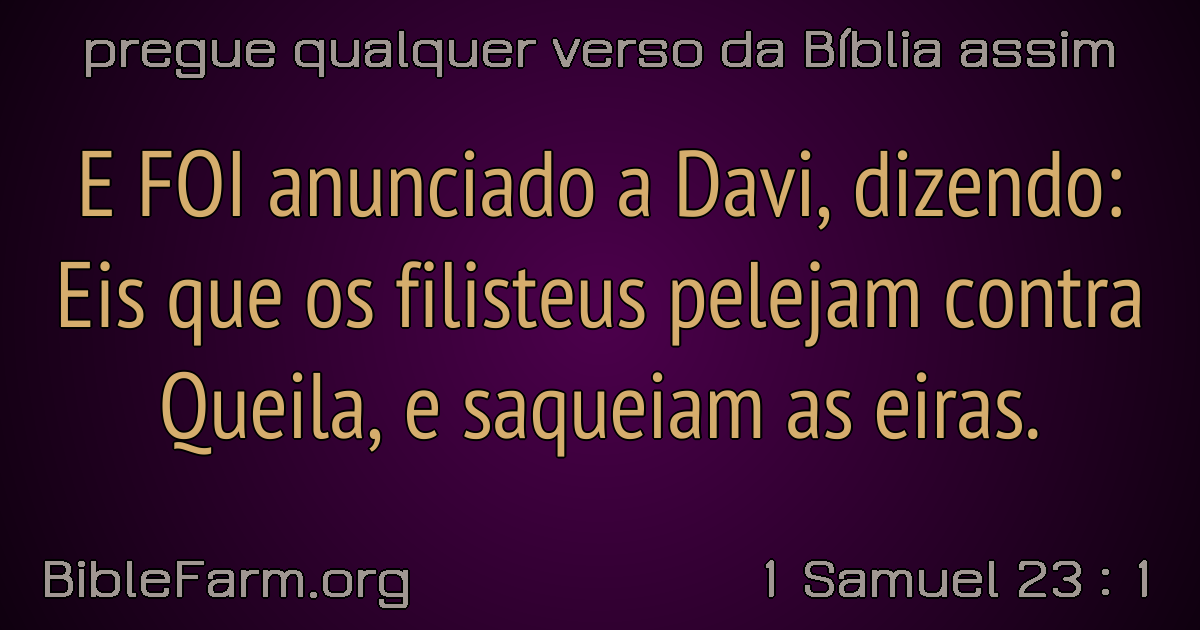 pregue qualquer verso da Bíblia assim
E FOI anunciado a Davi, dizendo:
Eis que os filisteus pelejam contra
Queila, e saqueiam as eiras.
BibleFarm.org
1 Samuel 23 : 1